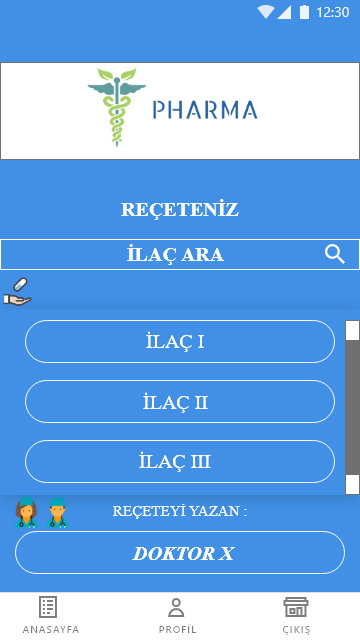 12:30
PHARMA
REÇETENİZ
İLAÇ ARA
İLAÇ I
İLAÇ II
İLAÇ III
REÇETEYİ YAZAN :
DOKTOR X
ANASAYFA PROFİL ÇIKIŞ